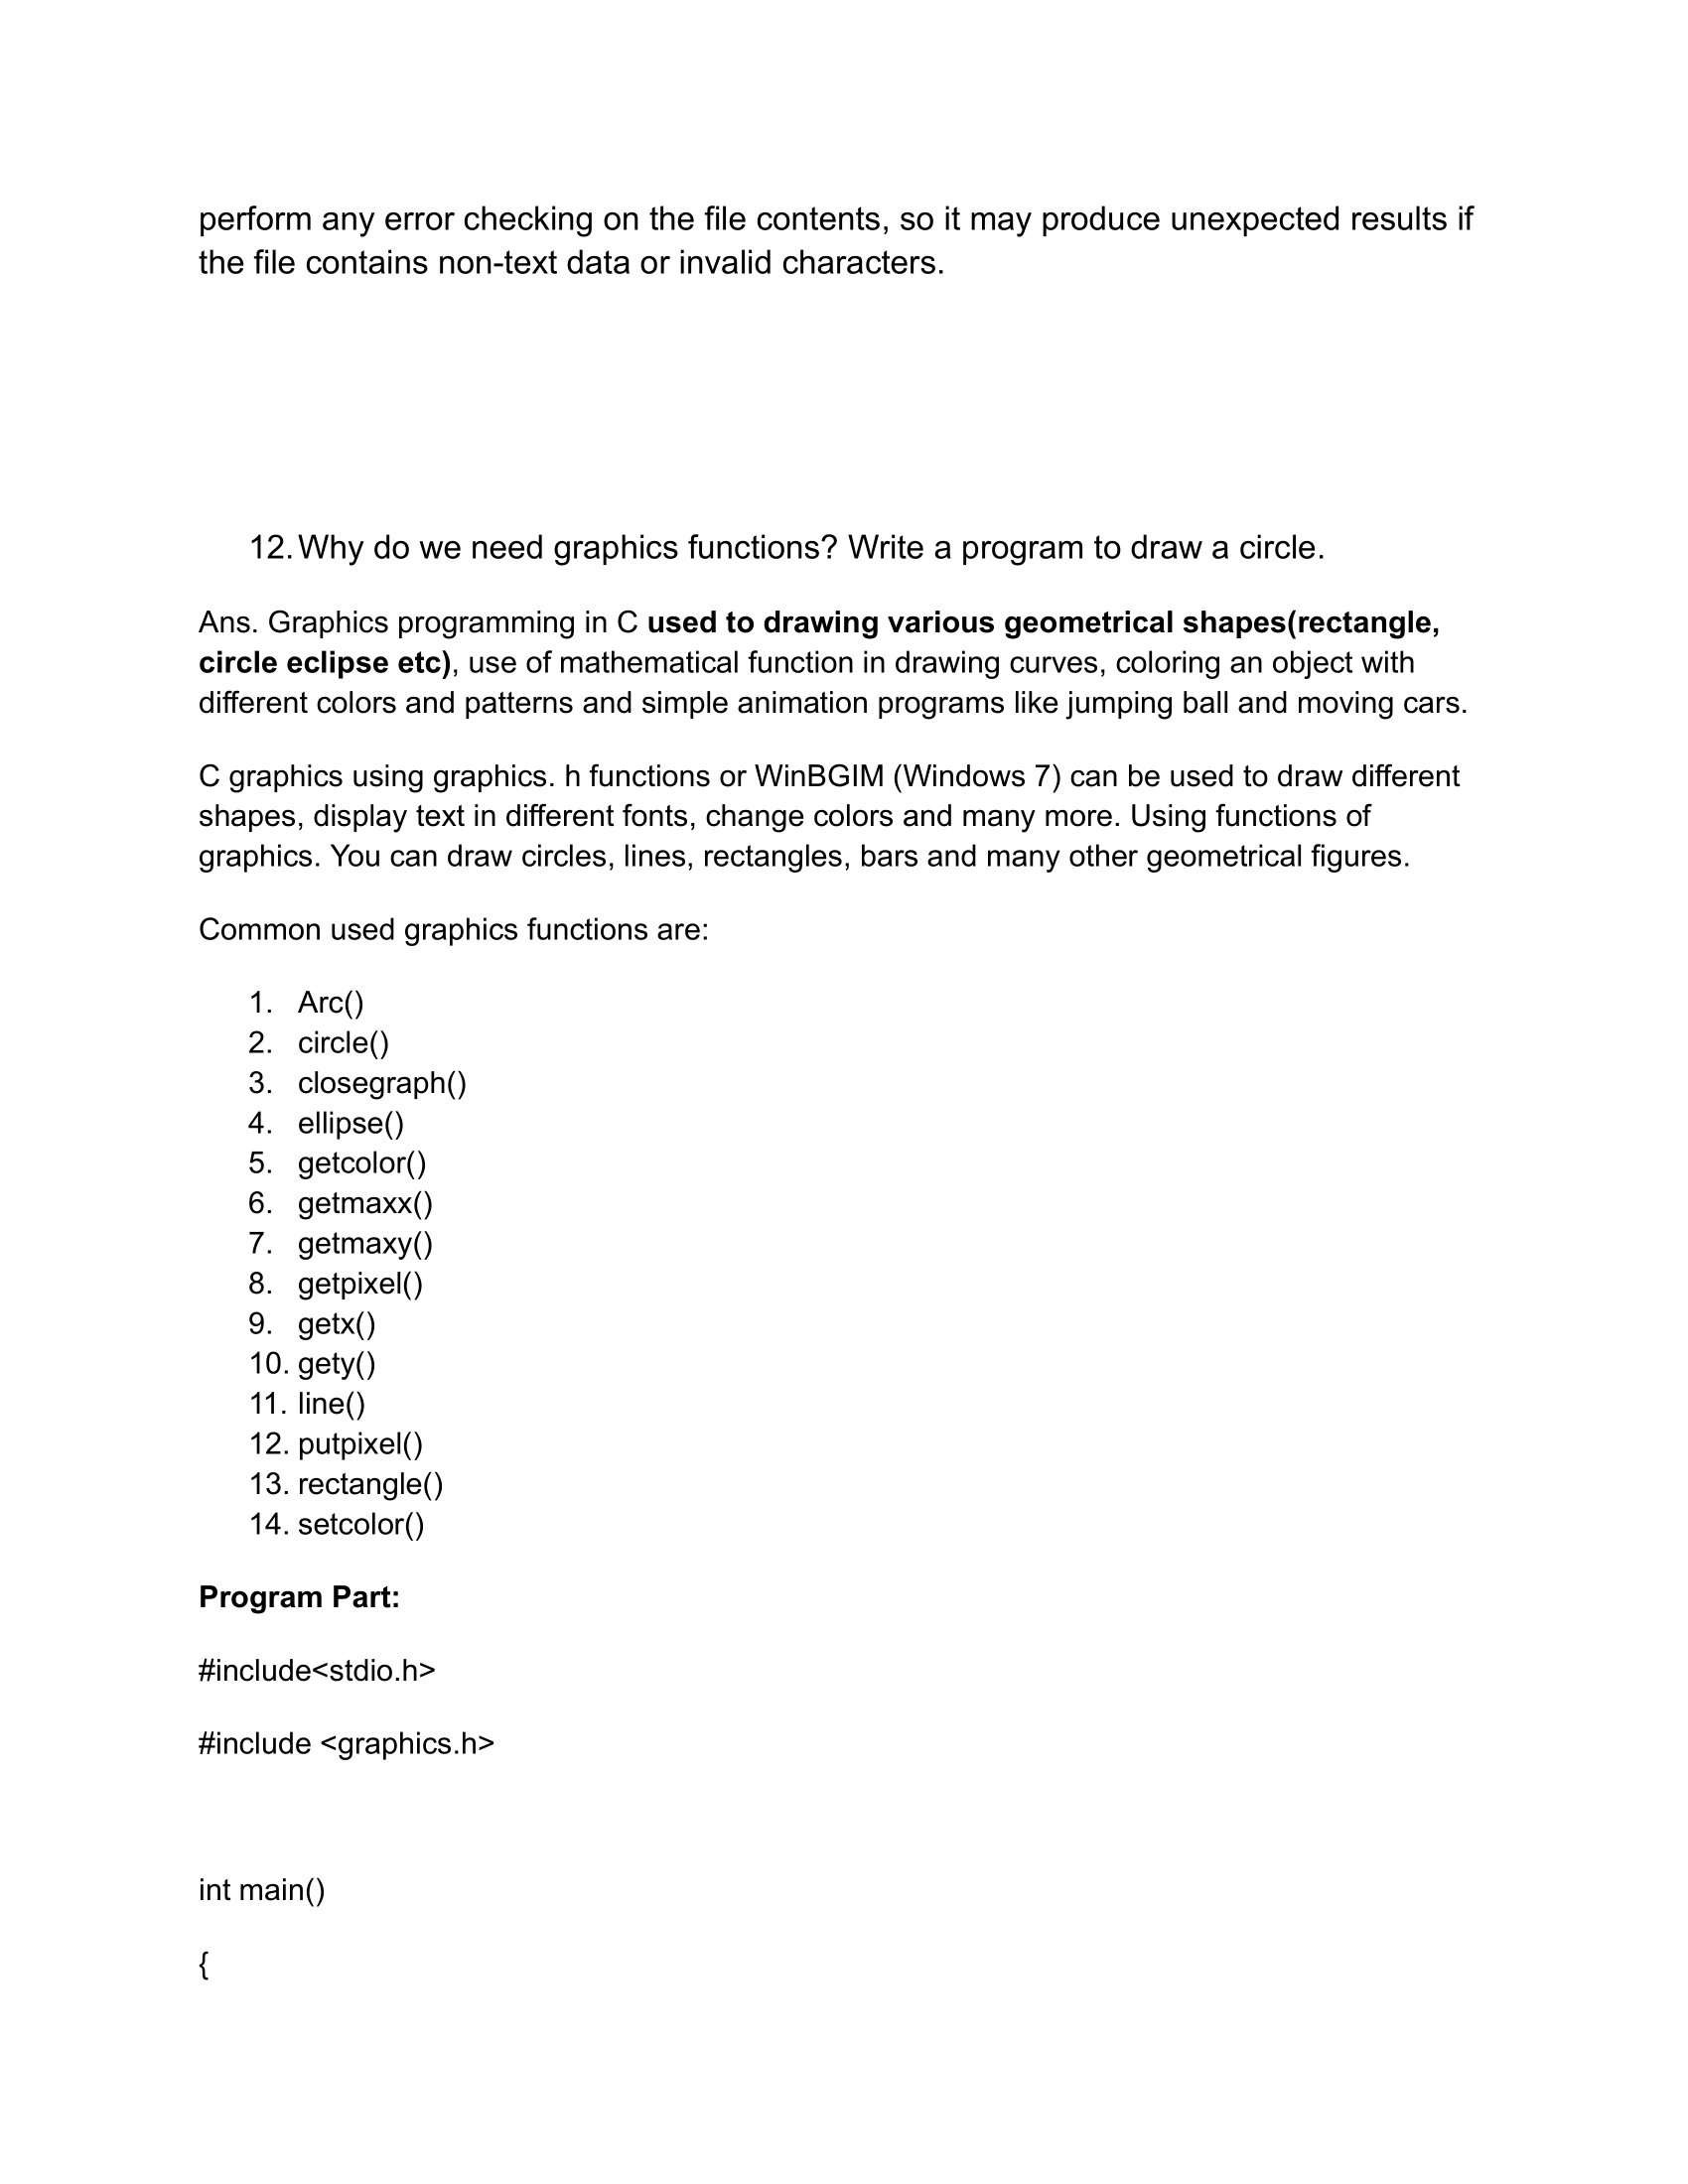 perform any error checking on the file contents, so it may produce unexpected results if
the file contains non-text data or invalid characters.
12. Why do we need graphics functions? Write a program to draw a circle.
Ans. Graphics programming in C used to drawing various geometrical shapes(rectangle,
circle eclipse etc), use of mathematical function in drawing curves, coloring an object with
different colors and patterns and simple animation programs like jumping ball and moving cars.
C graphics using graphics. h functions or WinBGIM (Windows 7) can be used to draw different
shapes, display text in different fonts, change colors and many more. Using functions of
graphics. You can draw circles, lines, rectangles, bars and many other geometrical figures.
Common used graphics functions are:
1. Arc()
2. circle()
3. closegraph()
4. ellipse()
5. getcolor()
6. getmaxx()
7. getmaxy()
8. getpixel()
9. getx()
10. gety()
11. line()
12. putpixel()
13. rectangle()
14. setcolor()
Program Part:
#include<stdio.h>
#include <graphics.h>
int main()
{